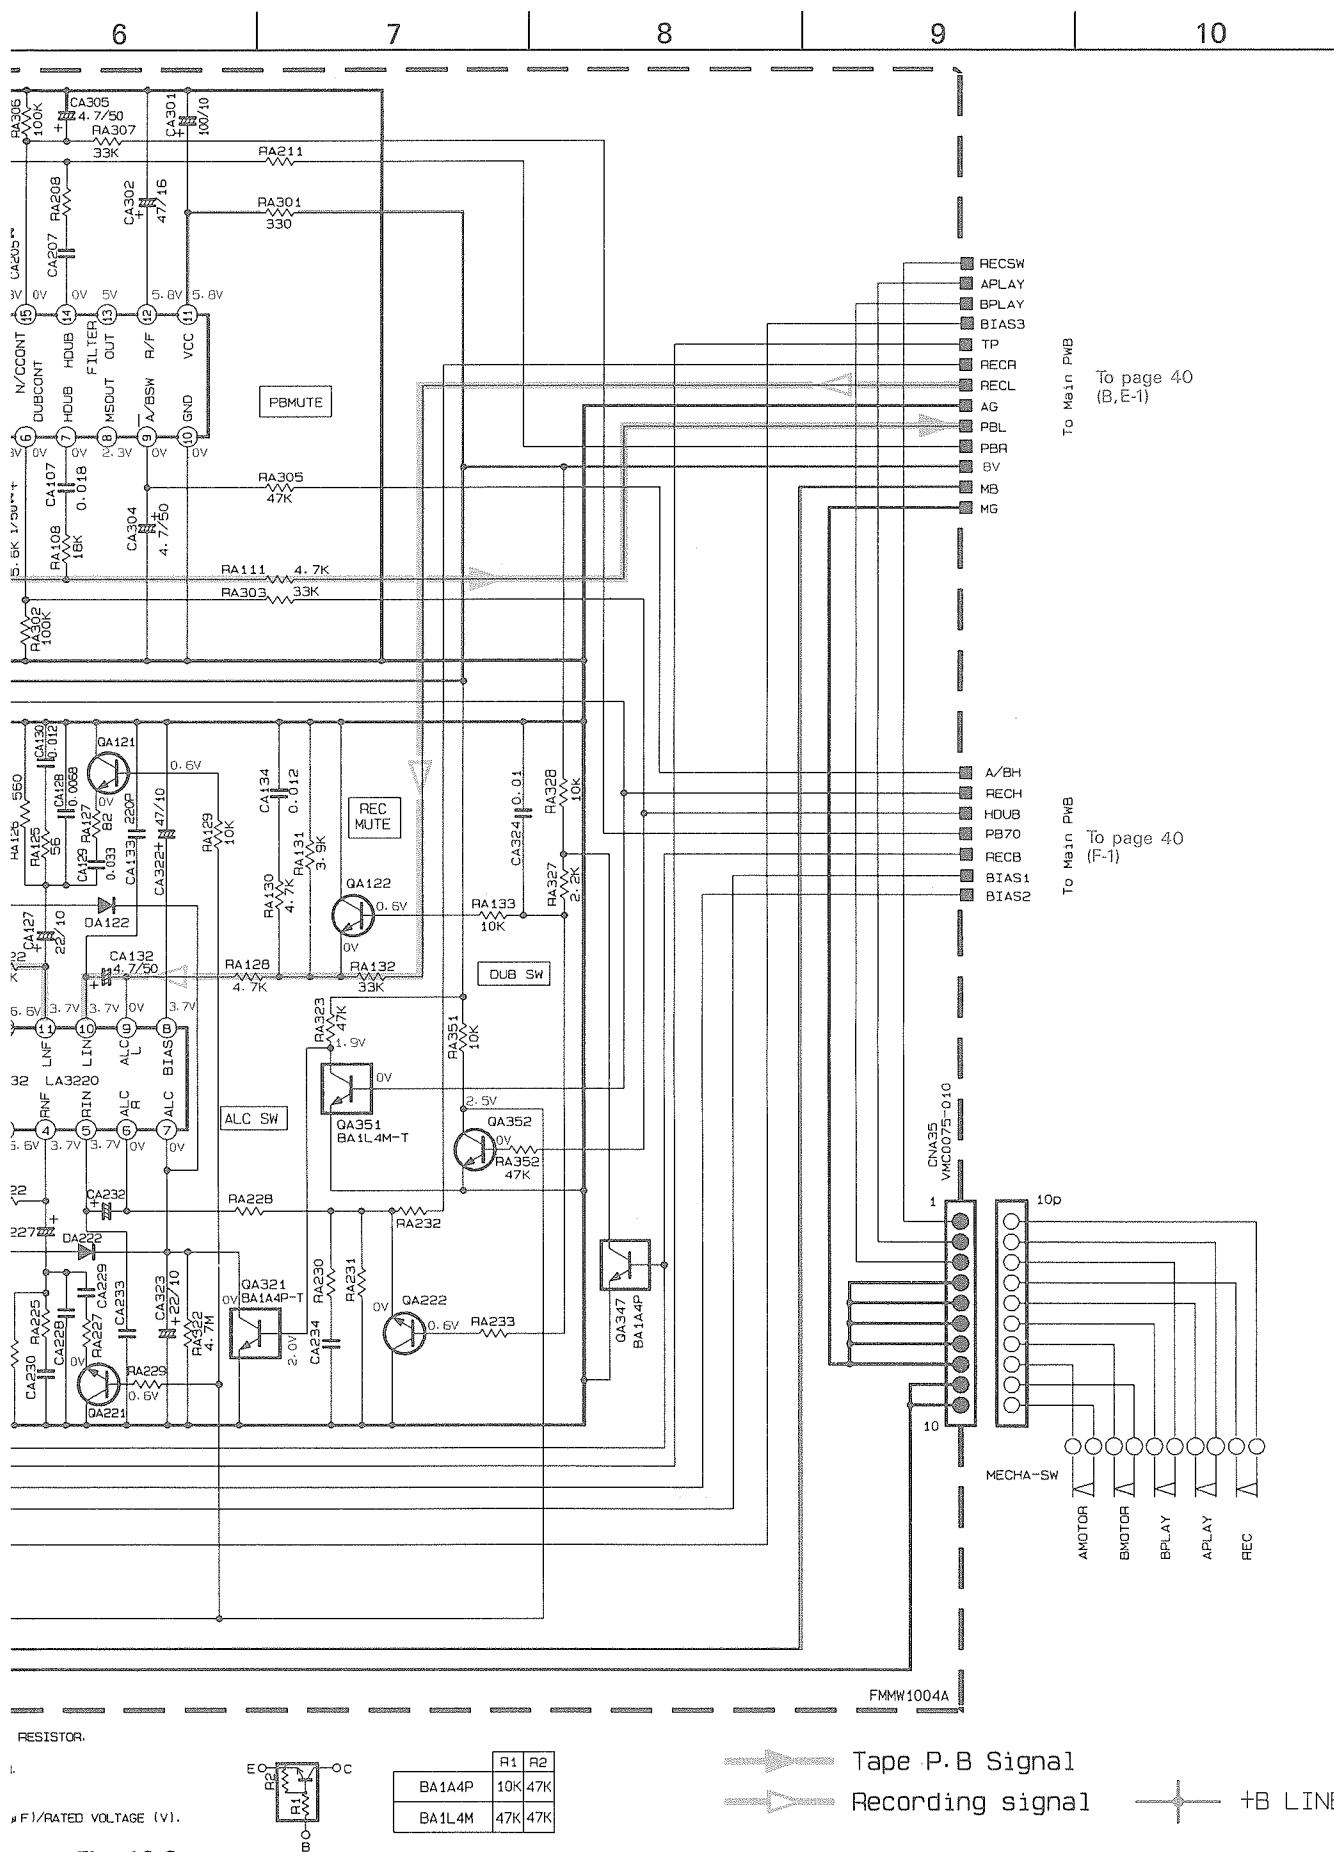 6 7 8 9 10
RA306
100K
CA305
4.7/50
RA307
33K
CA301
100/10
RA211
RA208
CA302
47/16
RA301
330
CA207
0V 0V 5V 5.8V 5.8V
15 14 13 12 11
N/CCONT
HDUB
FILTER
OUT
R/F
VCC
DUBCONT
HDUB
MSOUT
A/BSW
GND
6 7 8 9 10
0V 0V 2.3V 0V 0V
PBMUTE
CA107
0.018
RA305
47K
CA304
4.7/50
RA108
18K
RA111 4.7K
RA303 33K
RA302
100K
RECSW
APLAY
BPLAY
BIAS3
TP
RECR
RECL
AG
PBL
PBR
8V
MB
MG
To Main PWB
To page 40
(B,E-1)
A/BH
RECH
HDUB
PB70
RECB
BIAS1
BIAS2
To Main PWB
To page 40
(F-1)
CA130
0.012
QA121
0.6V
0V
RA126 560
RA125
56
CA128
0.0068
RA127
82
CA129
0.033
CA133 220P
CA322 47/10
RA129
10K
CA134
0.012
REC
MUTE
RA131
3.9K
RA130
4.7K
QA122
0.6V
0V
CA324 0.01
RA328
10K
RA327
2.2K
RA133
10K
CA127
22/10
DA122
CA132
4.7/50
RA128
4.7K
RA132
33K
DUB SW
6.6V 3.7V 3.7V 0V 3.7V
11 10 9 8
LNF
LIN
ALC
L
BIAS
32 LA3220
RNF
RIN
ALC
R
ALC
4 5 6 7
3.7V 3.7V 0V 0V
RA323
47K
1.9V
RA351
10K
0V
ALC SW
QA351
BA1L4M-T
2.5V
QA352
0V
RA352
47K
CA232
RA228
RA232
227
DA222
CA229
RA225
CA228
RA227
CA233
CA323
22/10
RA322
4.7M
QA321
BA1A4P-T
0V
2.0V
RA230
RA231
CA234
QA222
0V
0.6V
RA233
QA347
BA1A4P
CA230
0V
RA229
0.6V
QA221
CNA35
VMC0075-010
1
10
10p
MECHA-SW
AMOTOR
BMOTOR
BPLAY
APLAY
REC
FMMW1004A
RESISTOR.
F)/RATED VOLTAGE (V).
E C
R2
R1
B
R1 R2
BA1A4P 10K 47K
BA1L4M 47K 47K
Tape P.B Signal
Recording signal
+B LINE